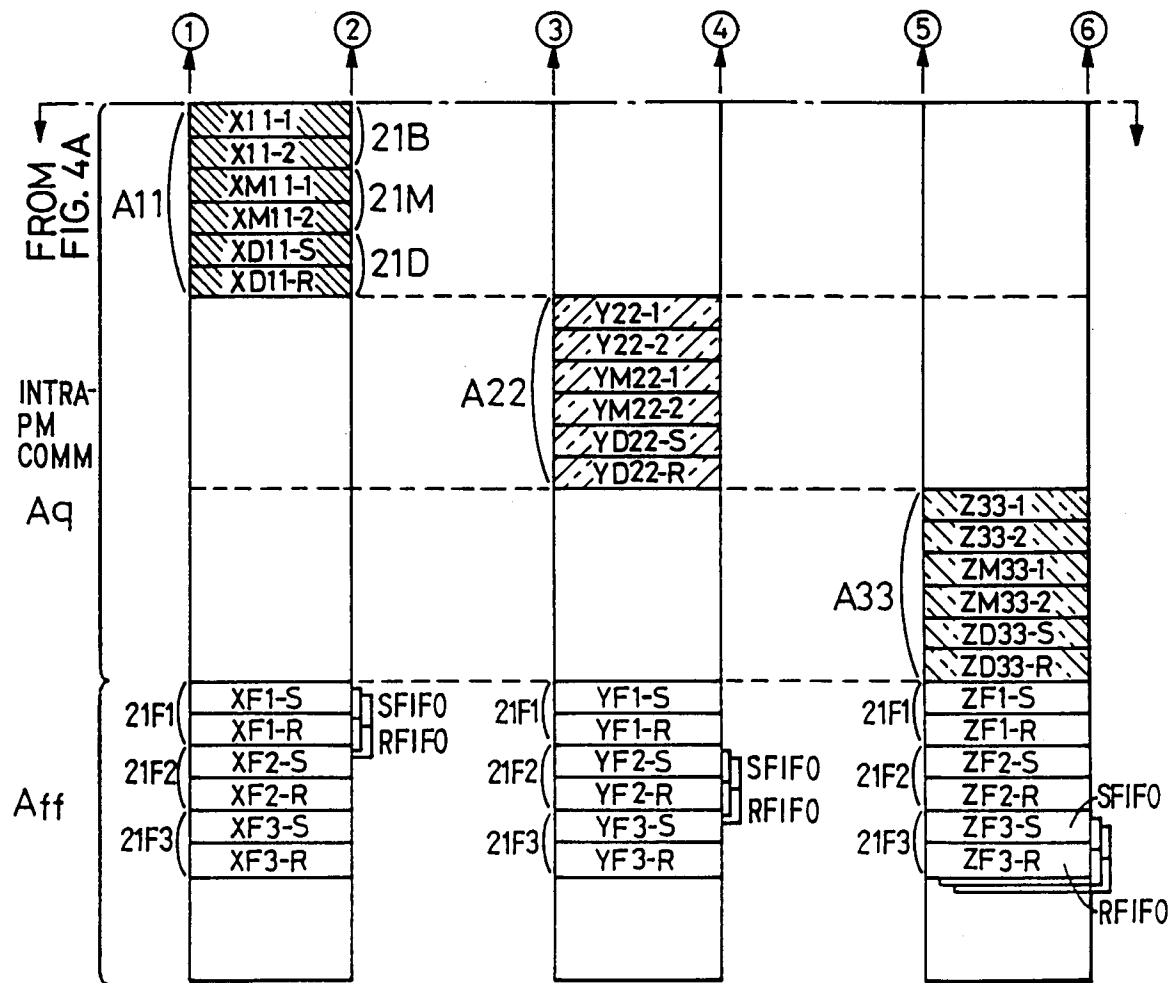 1 2 3 4 5 6
FROM
FIG. 4A
A11
X11-1
X11-2
XM11-1
XM11-2
XD11-S
XD11-R
21B
21M
21D
INTRA-
PM
COMM
Aq
A22
Y22-1
Y22-2
YM22-1
YM22-2
YD22-S
YD22-R
A33
Z33-1
Z33-2
ZM33-1
ZM33-2
ZD33-S
ZD33-R
Aff
21F1
21F2
21F3
XF1-S
XF1-R
XF2-S
XF2-R
XF3-S
XF3-R
SFIFO
RFIFO
21F1
21F2
21F3
YF1-S
YF1-R
YF2-S
YF2-R
YF3-S
YF3-R
SFIFO
RFIFO
21F1
21F2
21F3
ZF1-S
ZF1-R
ZF2-S
ZF2-R
ZF3-S
ZF3-R
SFIFO
RFIFO